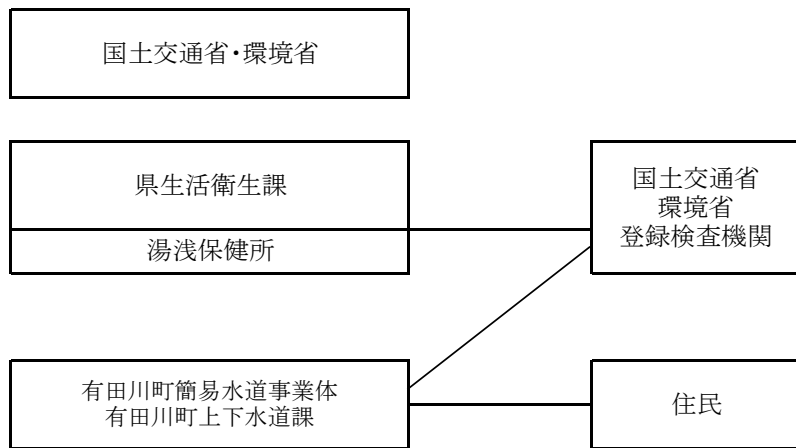 国土交通省・環境省
県生活衛生課
湯浅保健所
国土交通省
環境省
登録検査機関
有田川町簡易水道事業体
有田川町上下水道課
住民